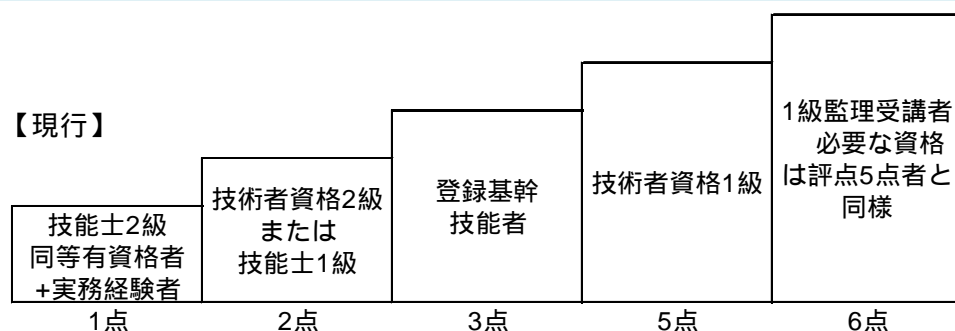 【現行】
技能士2級
同等有資格者
+実務経験者
技術者資格2級
または
技能士1級
登録基幹
技能者
技術者資格1級
1級監理受講者
必要な資格
は評点5点者と
同様
1点
2点
3点
5点
6点